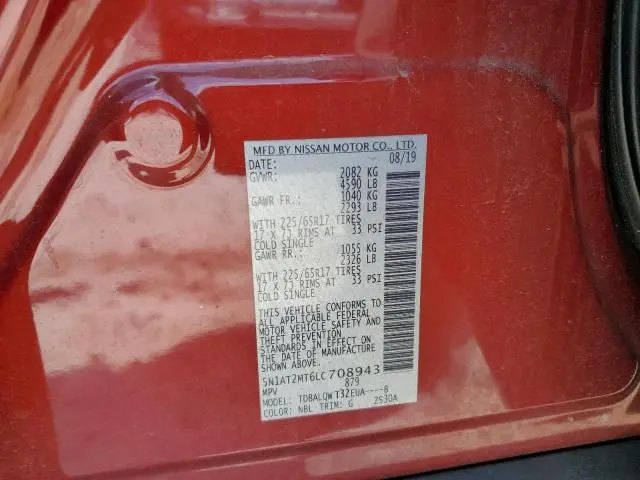 MFD BY NISSAN MOTOR CO., LTD.
DATE: 08/19
GVWR: 2082 KG
4590 LB
GAWR FR.: 1040 KG
2293 LB
WITH 225/65R17 TIRES
17 X 7J RIMS AT 33 PSI
COLD SINGLE
GAWR RR.: 1055 KG
2326 LB
WITH 225/65R17 TIRES
17 X 7J RIMS AT 33 PSI
COLD SINGLE
THIS VEHICLE CONFORMS TO
ALL APPLICABLE FEDERAL
MOTOR VEHICLE SAFETY AND
THEFT PREVENTION
STANDARDS IN EFFECT ON
THE DATE OF MANUFACTURE
SHOWN ABOVE.
5N1AT2MT6LC708943
MPV 879
MODEL: TDBALQWT32EUA----B
COLOR: NBL TRIM: G 2S30A